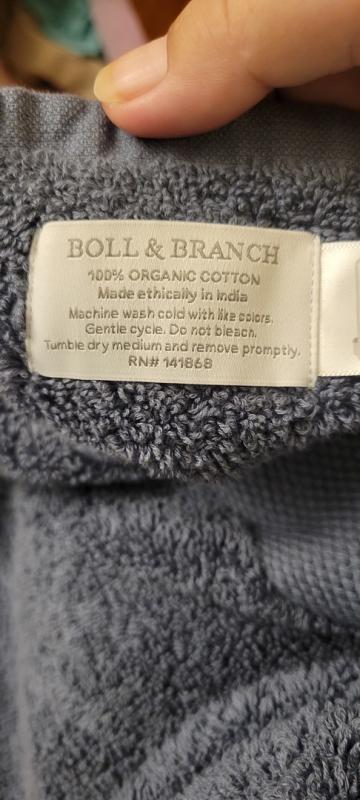 BOLL & BRANCH
100% ORGANIC COTTON
Made ethically in India
Machine wash cold with like colors.
Gentle cycle. Do not bleach.
Tumble dry medium and remove promptly.
RN# 141868